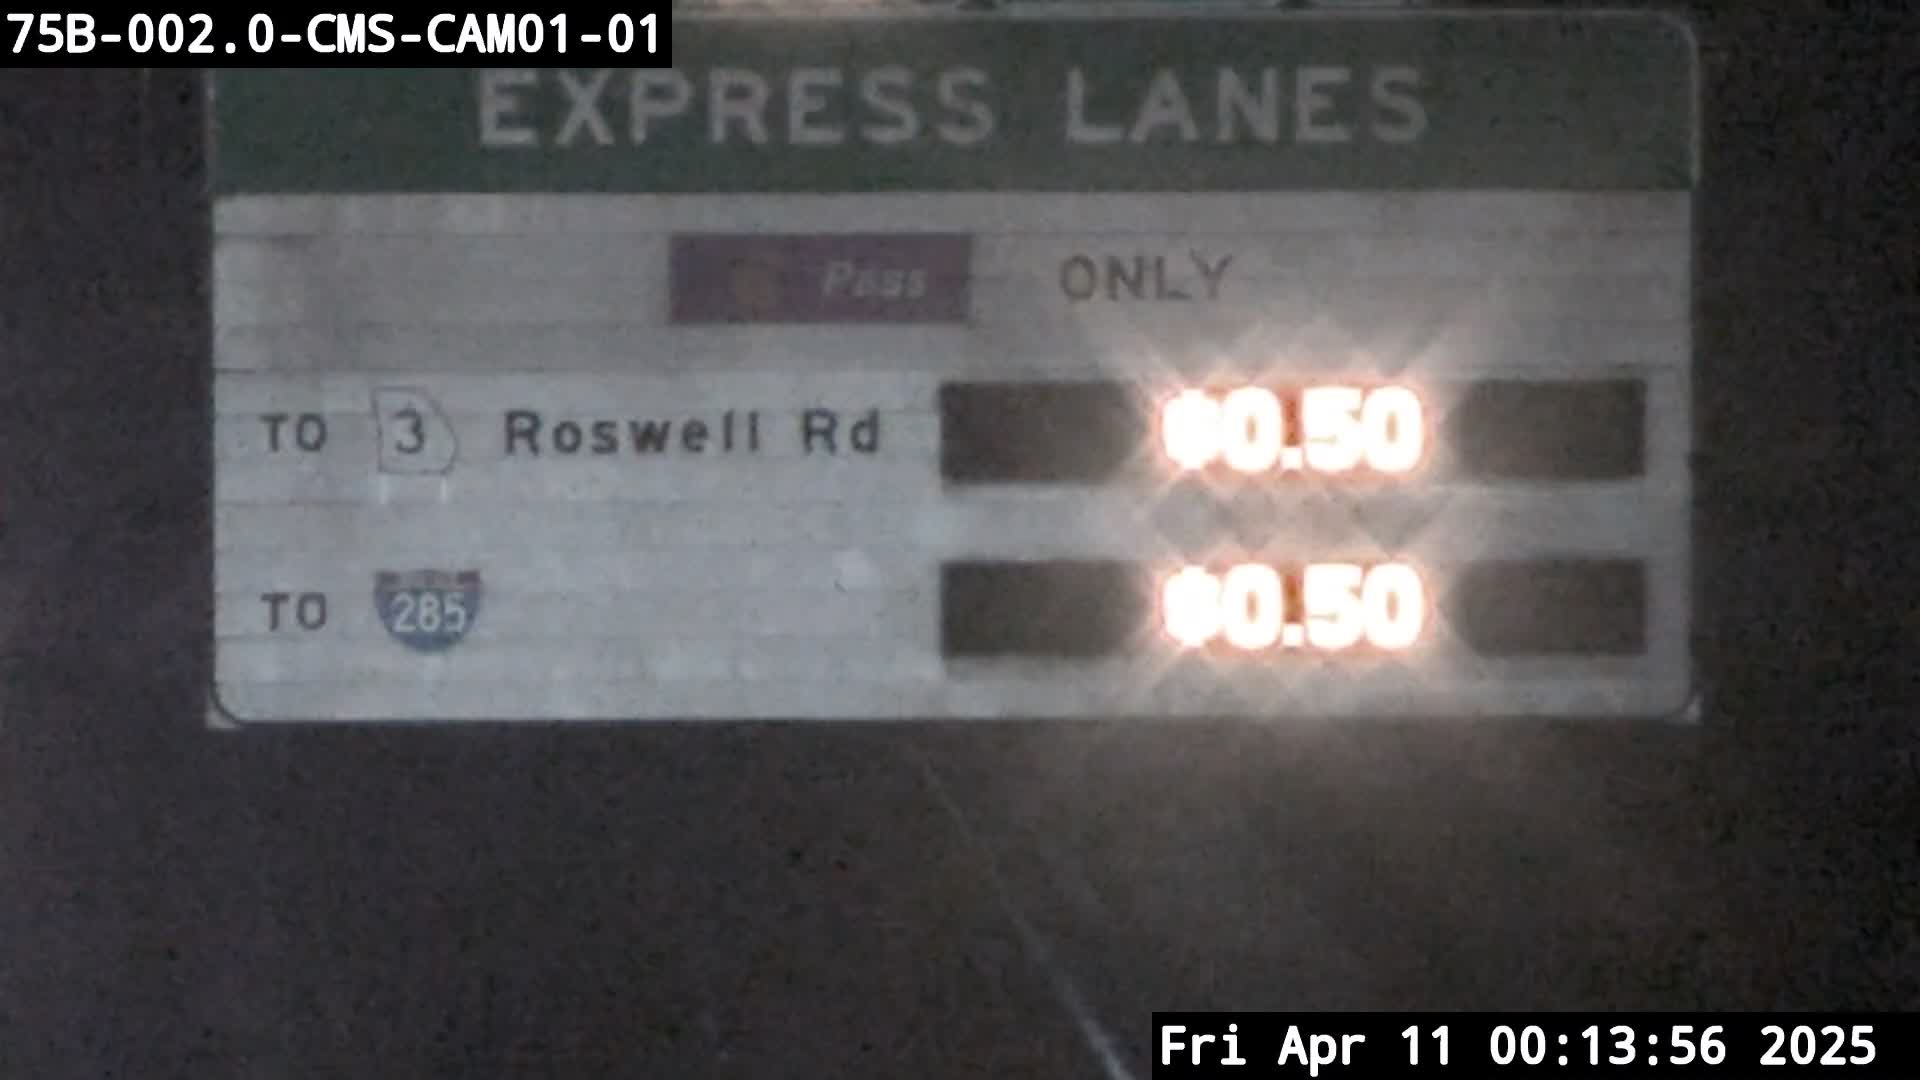 75B-002.0-CMS-CAM01-01
EXPRESS LANES
Pass ONLY
TO 3 Roswell Rd $0.50
TO 285 $0.50
Fri Apr 11 00:13:56 2025